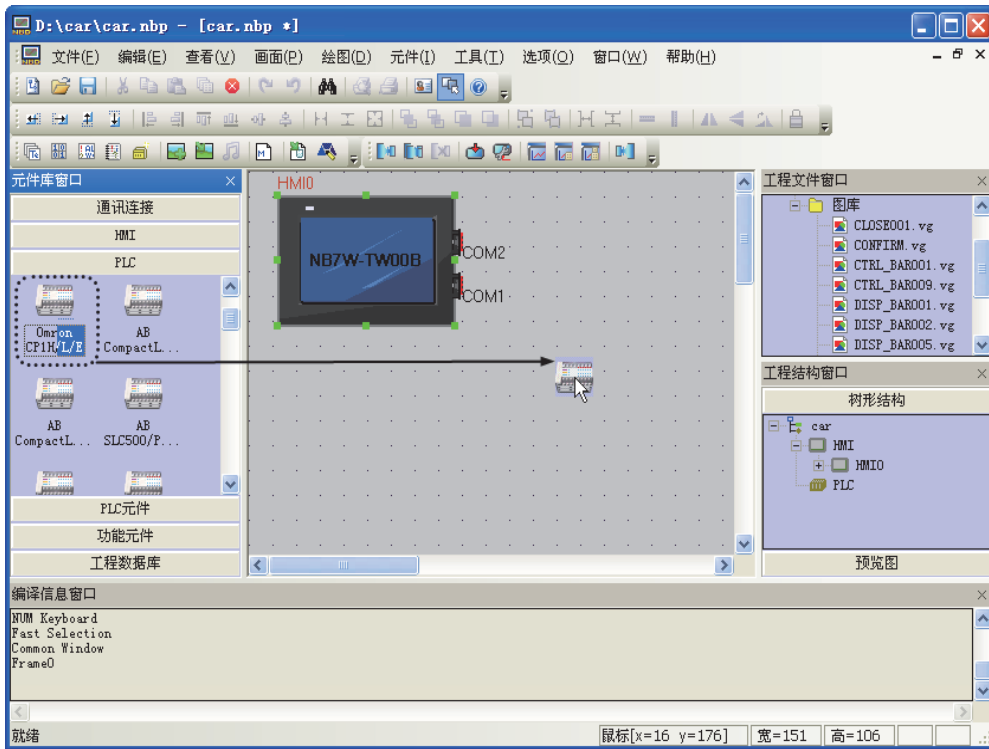 D:\car\car.nbp - [car.nbp *]
文件(F) 编辑(E) 查看(V) 画面(P) 绘图(D) 元件(I) 工具(T) 选项(O) 窗口(W) 帮助(H)
元件库窗口
通讯连接
HMI
PLC
Omron
CP1H/L/E
AB
CompactL...
AB
CompactL...
AB
SLC500/P...
PLC元件
功能元件
工程数据库
HMI0
NB7W-TW00B
COM2
COM1
工程文件窗口
图库
CLOSE001.vg
CONFIRM.vg
CTRL_BAR001.vg
CTRL_BAR009.vg
DISP_BAR001.vg
DISP_BAR002.vg
DISP_BAR005.vg
工程结构窗口
树形结构
car
HMI
HMI0
PLC
预览图
编译信息窗口
NUM Keyboard
Fast Selection
Common Window
Frame0
就绪
鼠标[x=16 y=176]
宽=151
高=106